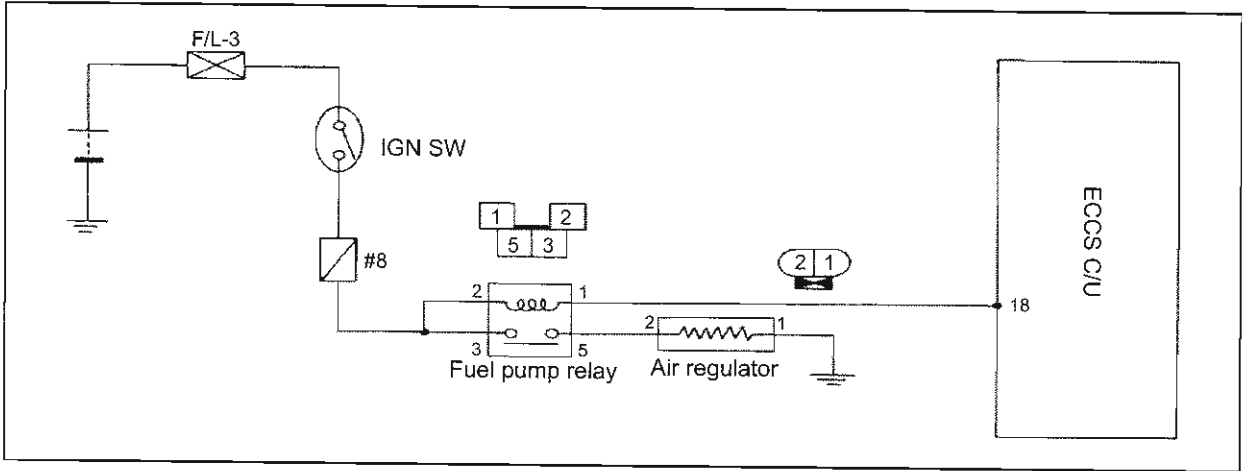 F/L-3
IGN SW
#8
1 2
5 3
2 1
ECCS C/U
18
2 1
3 5
Fuel pump relay
2 1
Air regulator